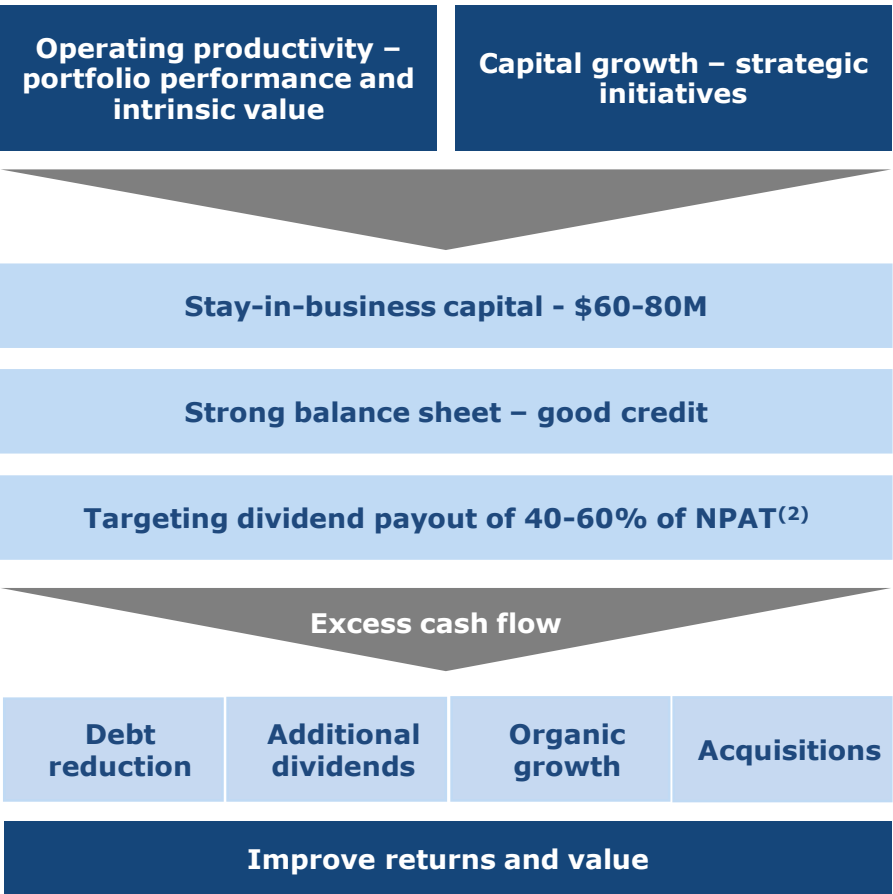 Operating productivity –
portfolio performance and
intrinsic value
Capital growth – strategic
initiatives
Stay-in-business capital - $60-80M
Strong balance sheet – good credit
Targeting dividend payout of 40-60% of NPAT(2)
Excess cash flow
Debt
reduction
Additional
dividends
Organic
growth
Acquisitions
Improve returns and value